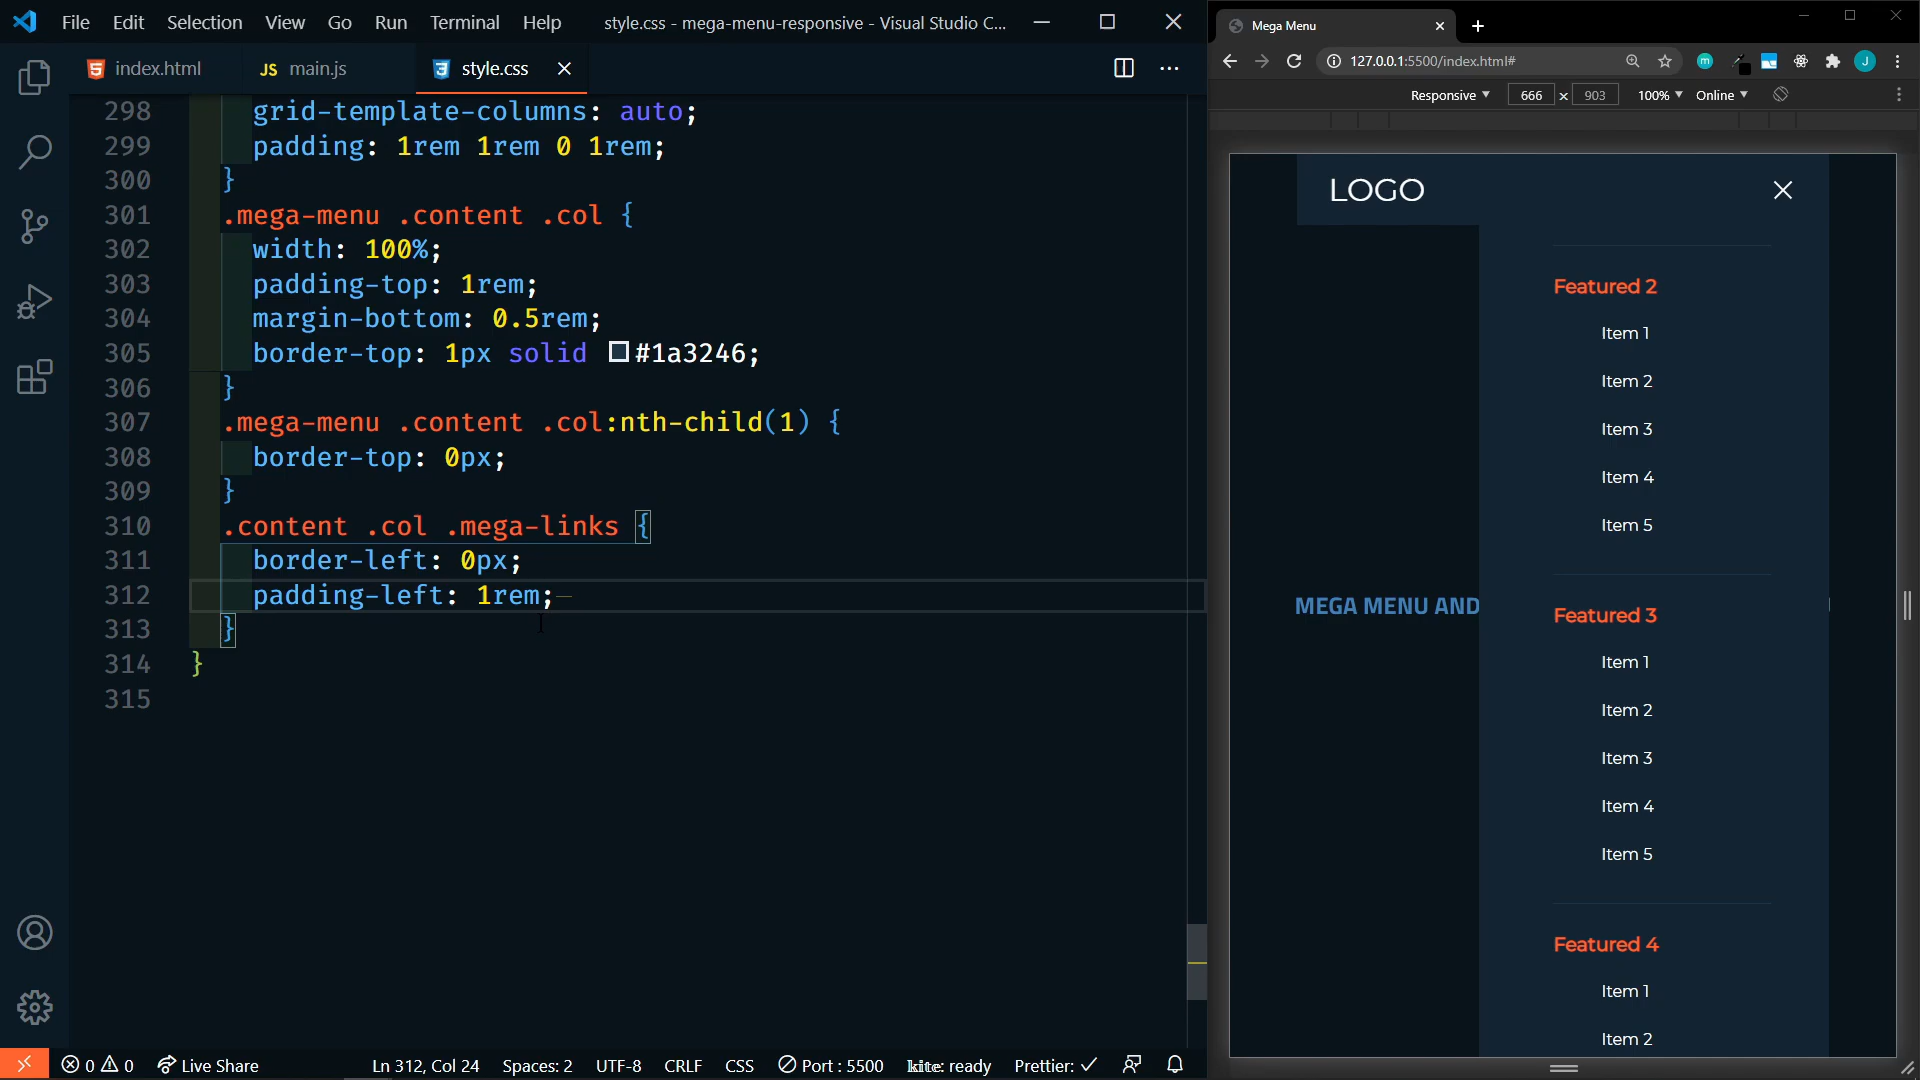 File Edit Selection View Go Run Terminal Help style.css - mega-menu-responsive - Visual Studio C...
index.html JS main.js style.css
298 grid-template-columns: auto;
299 padding: 1rem 1rem 0 1rem;
300 }
301 .mega-menu .content .col {
302 width: 100%;
303 padding-top: 1rem;
304 margin-bottom: 0.5rem;
305 border-top: 1px solid #1a3246;
306 }
307 .mega-menu .content .col:nth-child(1) {
308 border-top: 0px;
309 }
310 .content .col .mega-links {
311 border-left: 0px;
312 padding-left: 1rem;
313 }
314 }
315
0 0 Live Share Ln 312, Col 24 Spaces: 2 UTF-8 CRLF CSS Port : 5500 kite: ready Prettier: ✓
Mega Menu
127.0.0.1:5500/index.html#
m
J
Responsive 666 x 903 100% Online
LOGO
Featured 2
Item 1
Item 2
Item 3
Item 4
Item 5
MEGA MENU AND
Featured 3
Item 1
Item 2
Item 3
Item 4
Item 5
Featured 4
Item 1
Item 2